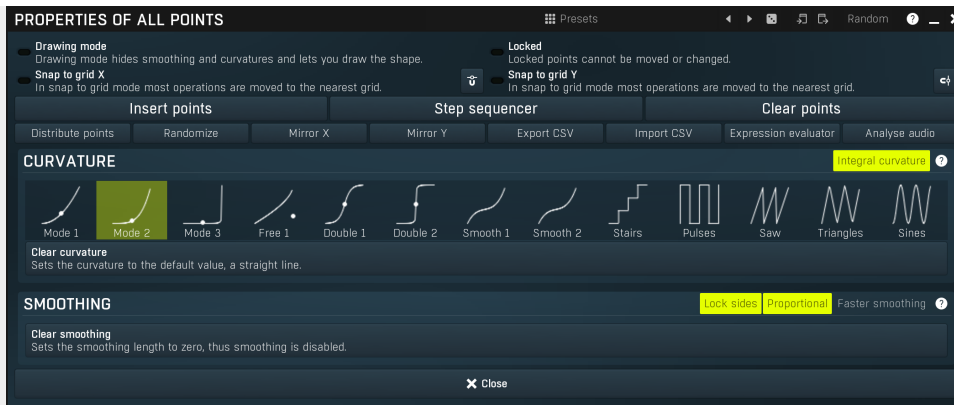 PROPERTIES OF ALL POINTS Presets Random ?
Drawing mode
Drawing mode hides smoothing and curvatures and lets you draw the shape.
Locked
Locked points cannot be moved or changed.
Snap to grid X
In snap to grid mode most operations are moved to the nearest grid.
Snap to grid Y
In snap to grid mode most operations are moved to the nearest grid.
Insert points Step sequencer Clear points
Distribute points Randomize Mirror X Mirror Y Export CSV Import CSV Expression evaluator Analyse audio
CURVATURE Integral curvature ?
Mode 1 Mode 2 Mode 3 Free 1 Double 1 Double 2 Smooth 1 Smooth 2 Stairs Pulses Saw Triangles Sines
Clear curvature
Sets the curvature to the default value, a straight line.
SMOOTHING Lock sides Proportional Faster smoothing ?
Clear smoothing
Sets the smoothing length to zero, thus smoothing is disabled.
Close